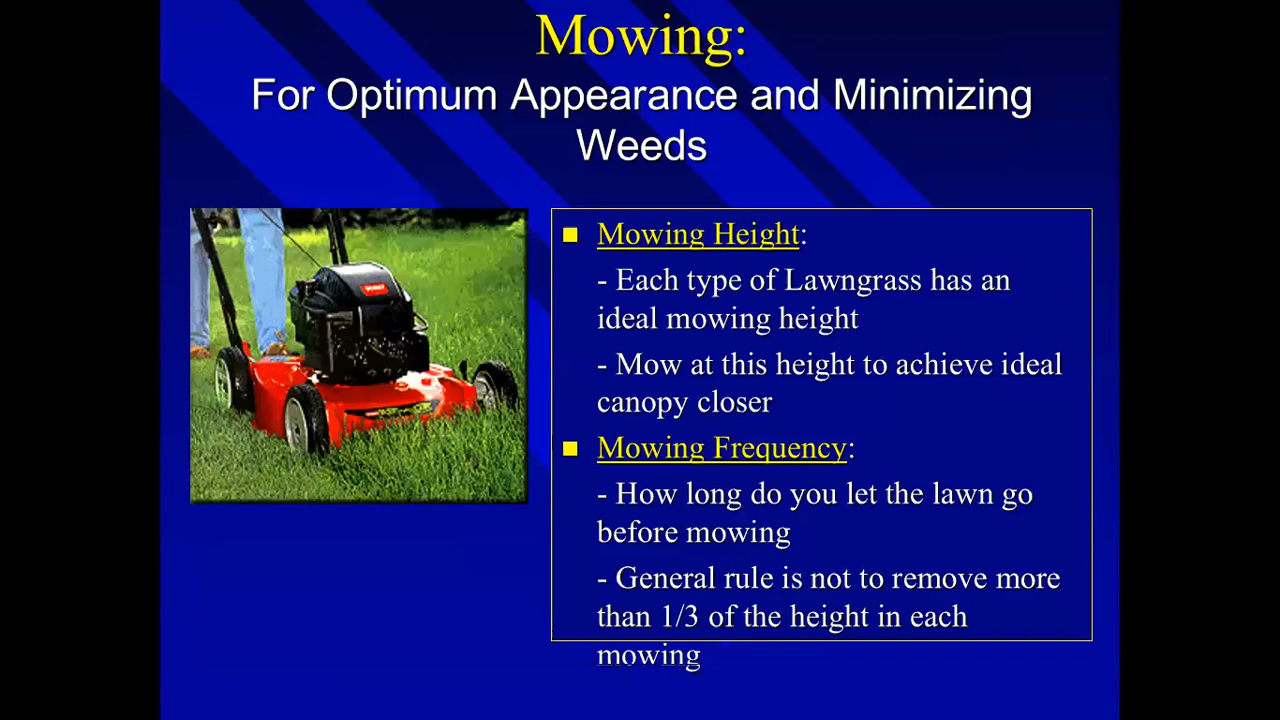 Mowing:
For Optimum Appearance and Minimizing
Weeds
Mowing Height:
- Each type of Lawngrass has an
ideal mowing height
- Mow at this height to achieve ideal
canopy closer
Mowing Frequency:
- How long do you let the lawn go
before mowing
- General rule is not to remove more
than 1/3 of the height in each
mowing